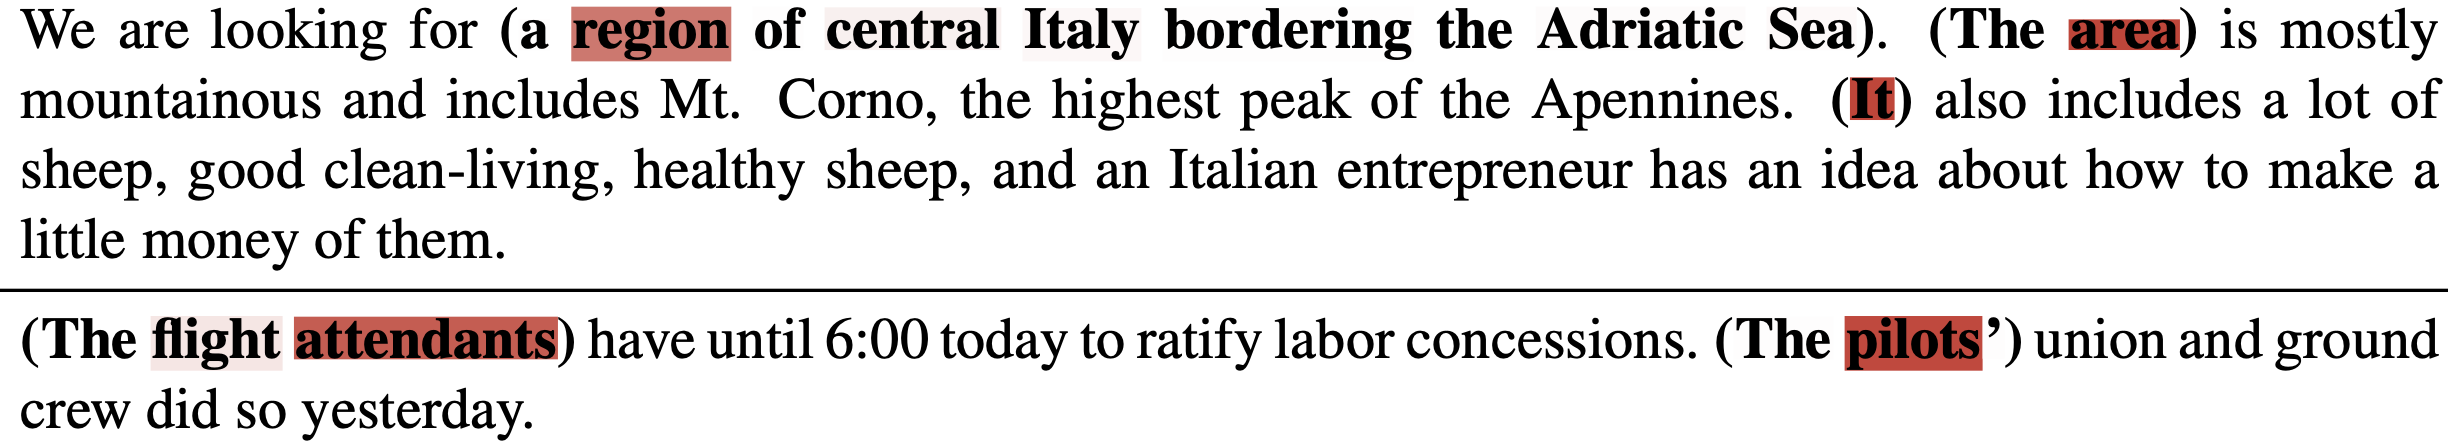 We are looking for (a region of central Italy bordering the Adriatic Sea). (The area) is mostly
mountainous and includes Mt. Corno, the highest peak of the Apennines. (It) also includes a lot of
sheep, good clean-living, healthy sheep, and an Italian entrepreneur has an idea about how to make a
little money of them.
(The flight attendants) have until 6:00 today to ratify labor concessions. (The pilots’) union and ground
crew did so yesterday.